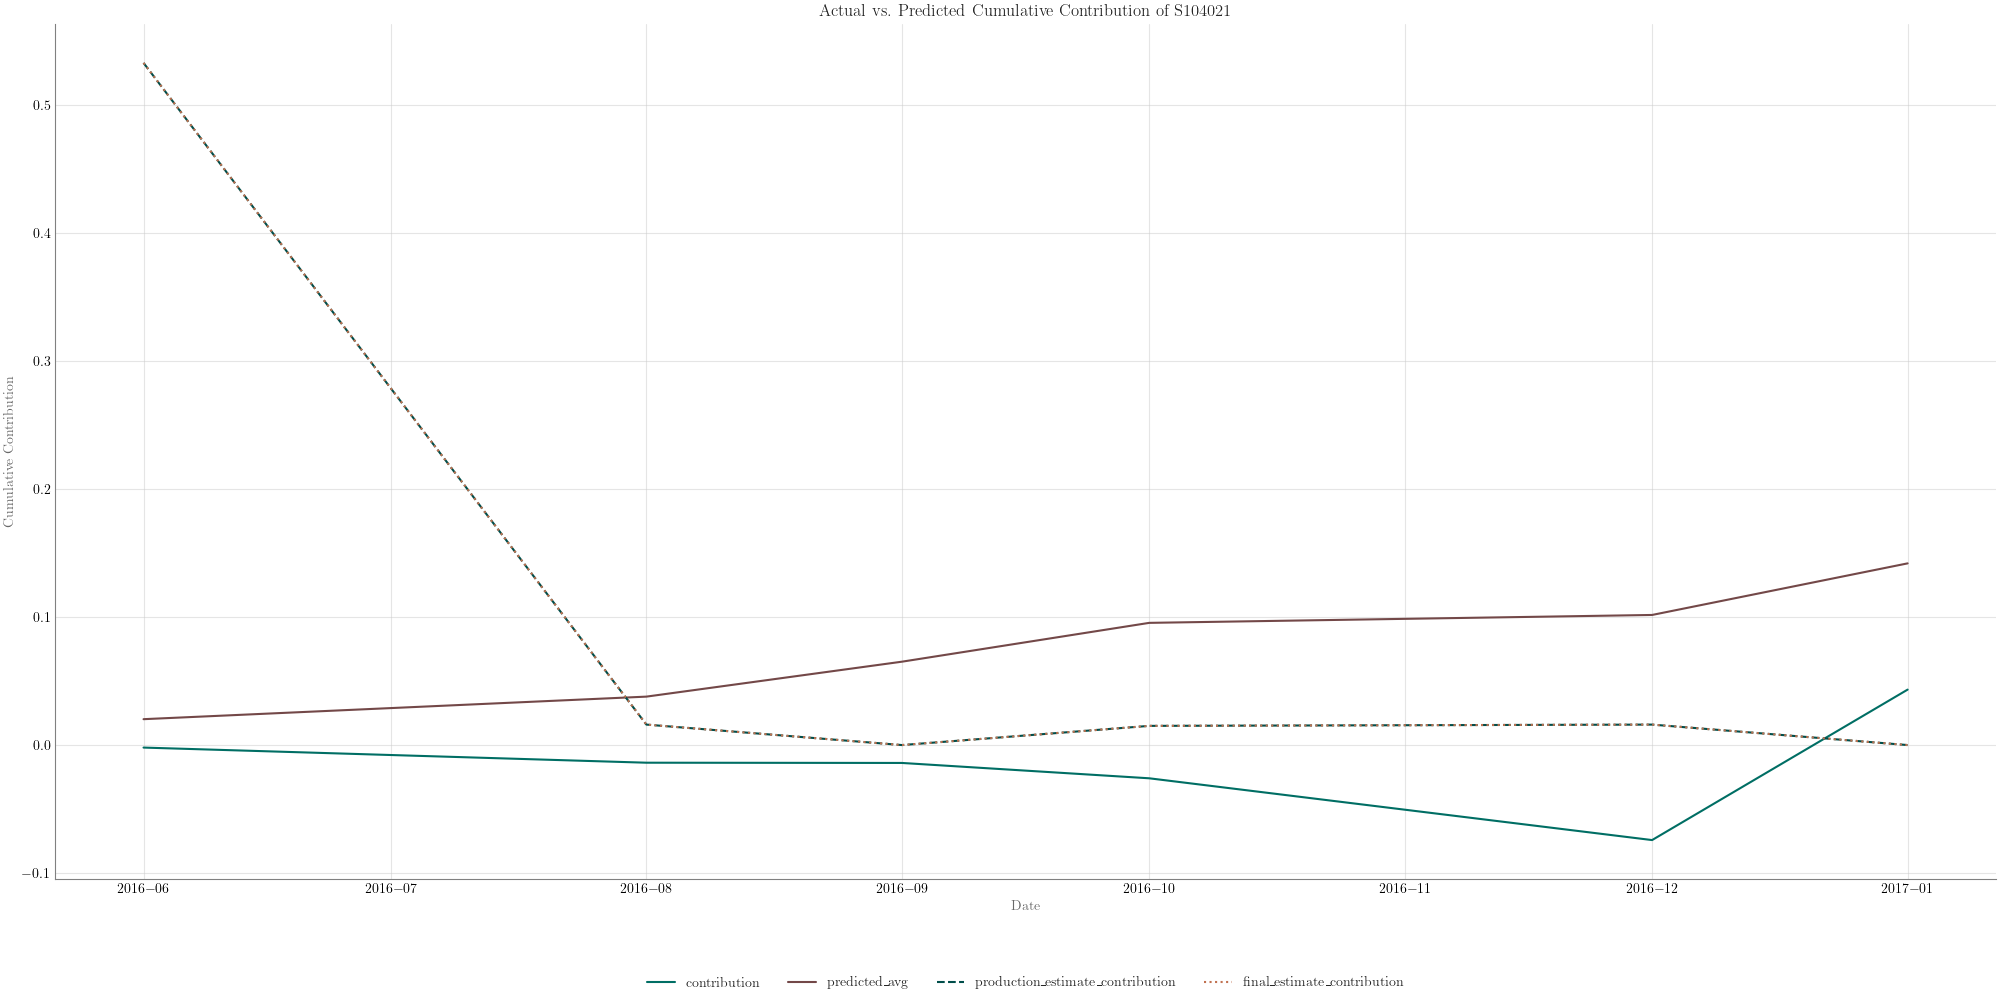 Actual vs. Predicted Cumulative Contribution of S104021
Cumulative Contribution
0.5
0.4
0.3
0.2
0.1
0.0
−0.1
2016−06 2016−07 2016−08 2016−09 2016−10 2016−11 2016−12 2017−01
Date
contribution predicted_avg production_estimate_contribution final_estimate_contribution